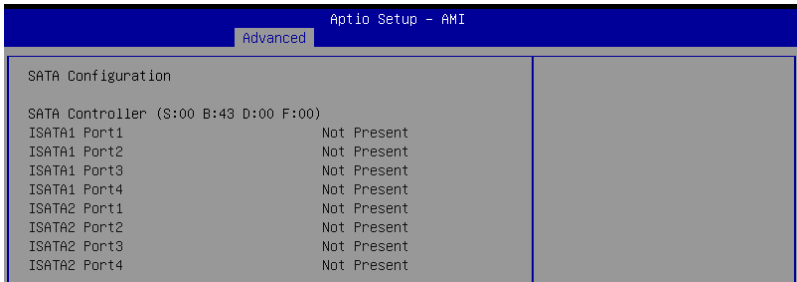 Aptio Setup – AMI
Advanced
SATA Configuration
SATA Controller (S:00 B:43 D:00 F:00)
ISATA1 Port1 Not Present
ISATA1 Port2 Not Present
ISATA1 Port3 Not Present
ISATA1 Port4 Not Present
ISATA2 Port1 Not Present
ISATA2 Port2 Not Present
ISATA2 Port3 Not Present
ISATA2 Port4 Not Present